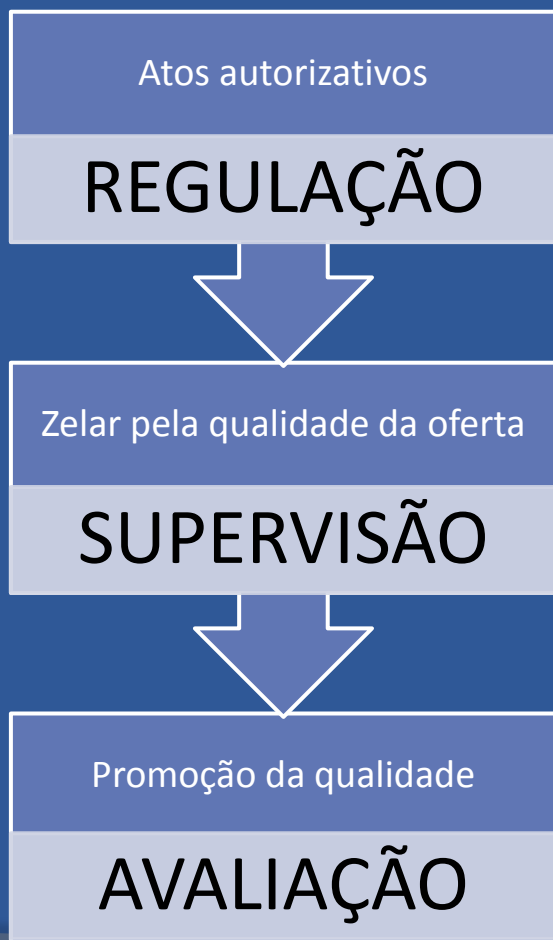 Atos autorizativos
REGULAÇÃO
Zelar pela qualidade da oferta
SUPERVISÃO
Promoção da qualidade
AVALIAÇÃO